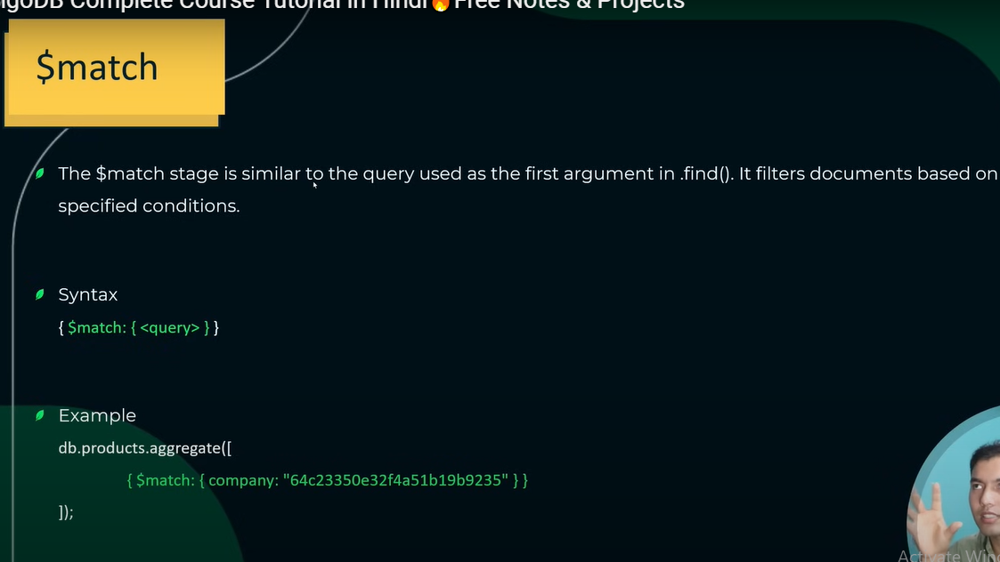 Complete Course Tutorial in Hindi🔥Free Notes & Projects
$match
The $match stage is similar to the query used as the first argument in .find(). It filters documents based on
specified conditions.
Syntax
{ $match: { <query> } }
Example
db.products.aggregate([
{ $match: { company: "64c23350e32f4a51b19b9235" } }
]);
Activate